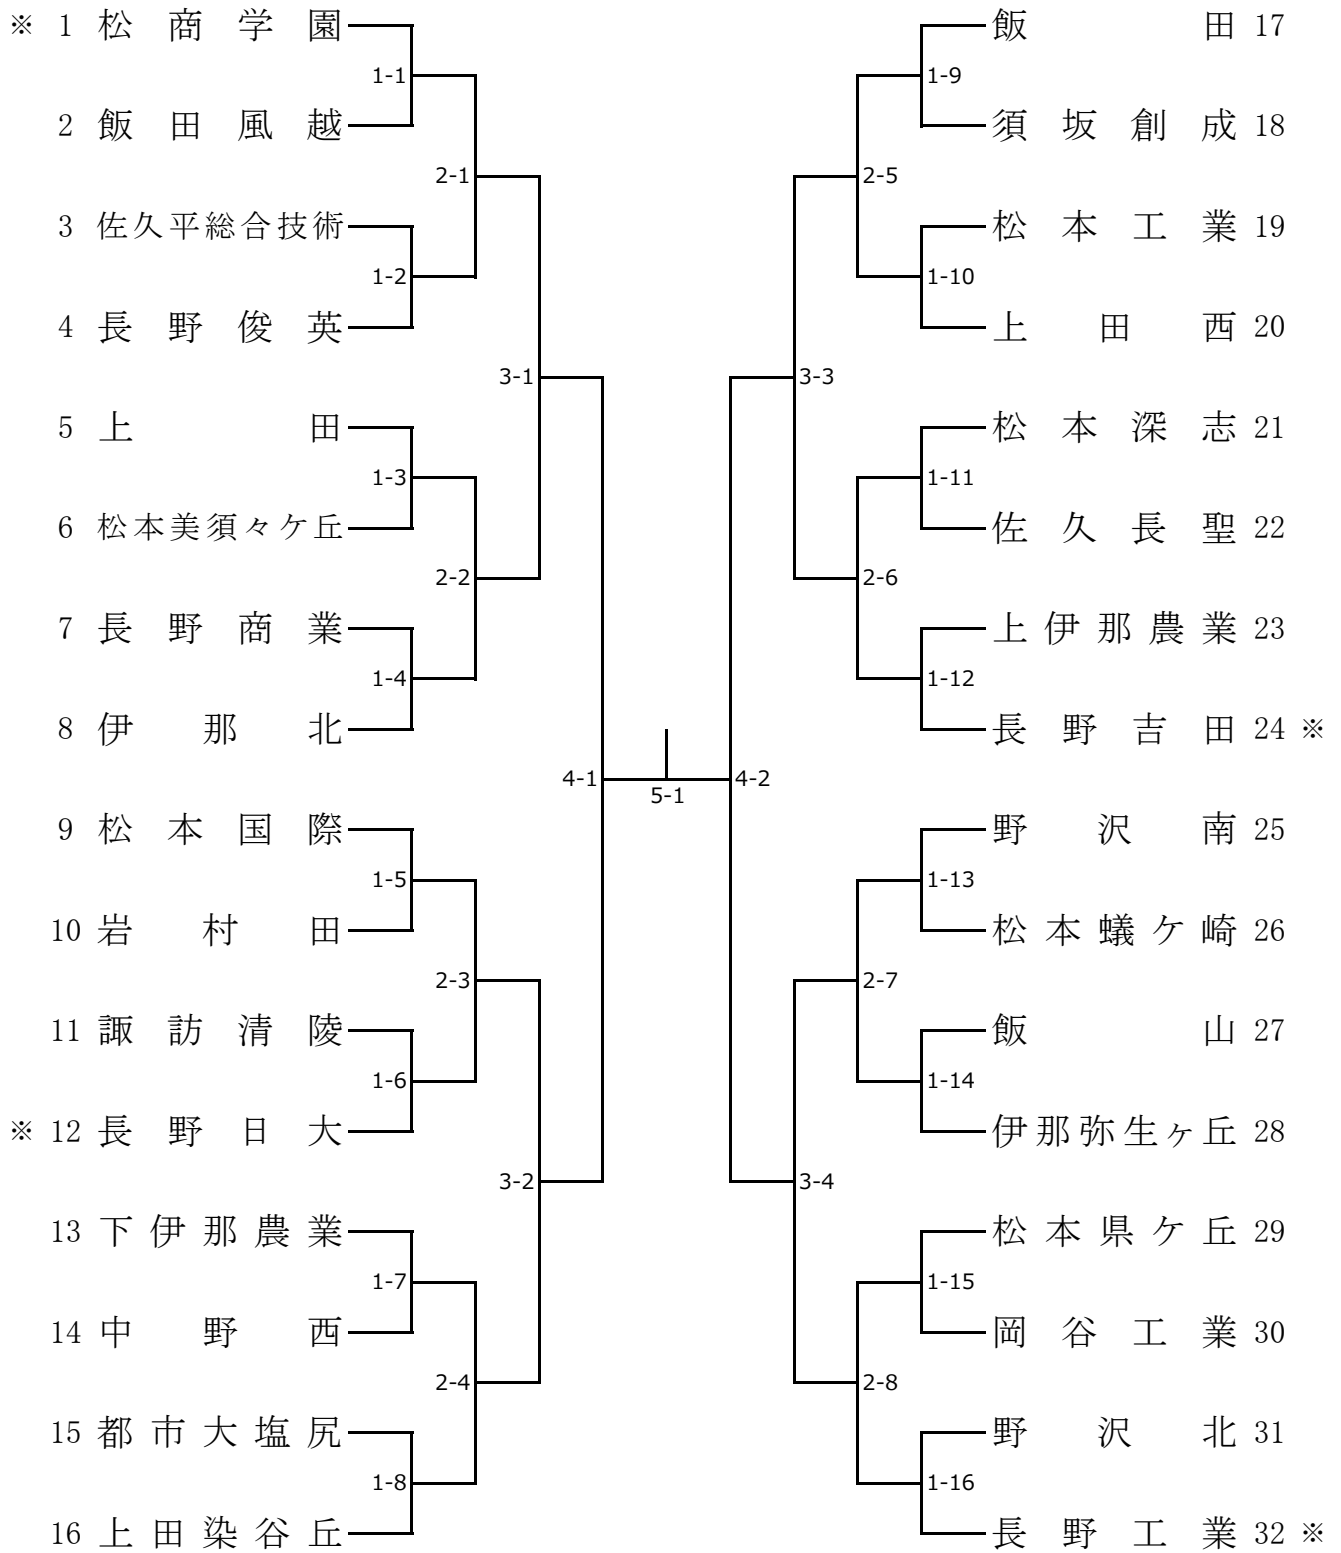 ※ 1 松商学園
1-1
2 飯田風越
2-1
3 佐久平総合技術
1-2
4 長野俊英
3-1
5 上田
1-3
6 松本美須々ケ丘
2-2
7 長野商業
1-4
8 伊那北
4-1
9 松本国際
1-5
10 岩村田
2-3
11 諏訪清陵
1-6
※ 12 長野日大
3-2
13 下伊那農業
1-7
14 中野西
2-4
15 都市大塩尻
1-8
16 上田染谷丘
5-1
飯田 17
1-9
須坂創成 18
2-5
松本工業 19
1-10
上田西 20
3-3
松本深志 21
1-11
佐久長聖 22
2-6
上伊那農業 23
1-12
長野吉田 24 ※
4-2
野沢南 25
1-13
松本蟻ケ崎 26
2-7
飯山 27
1-14
伊那弥生ヶ丘 28
3-4
松本県ケ丘 29
1-15
岡谷工業 30
2-8
野沢北 31
1-16
長野工業 32 ※